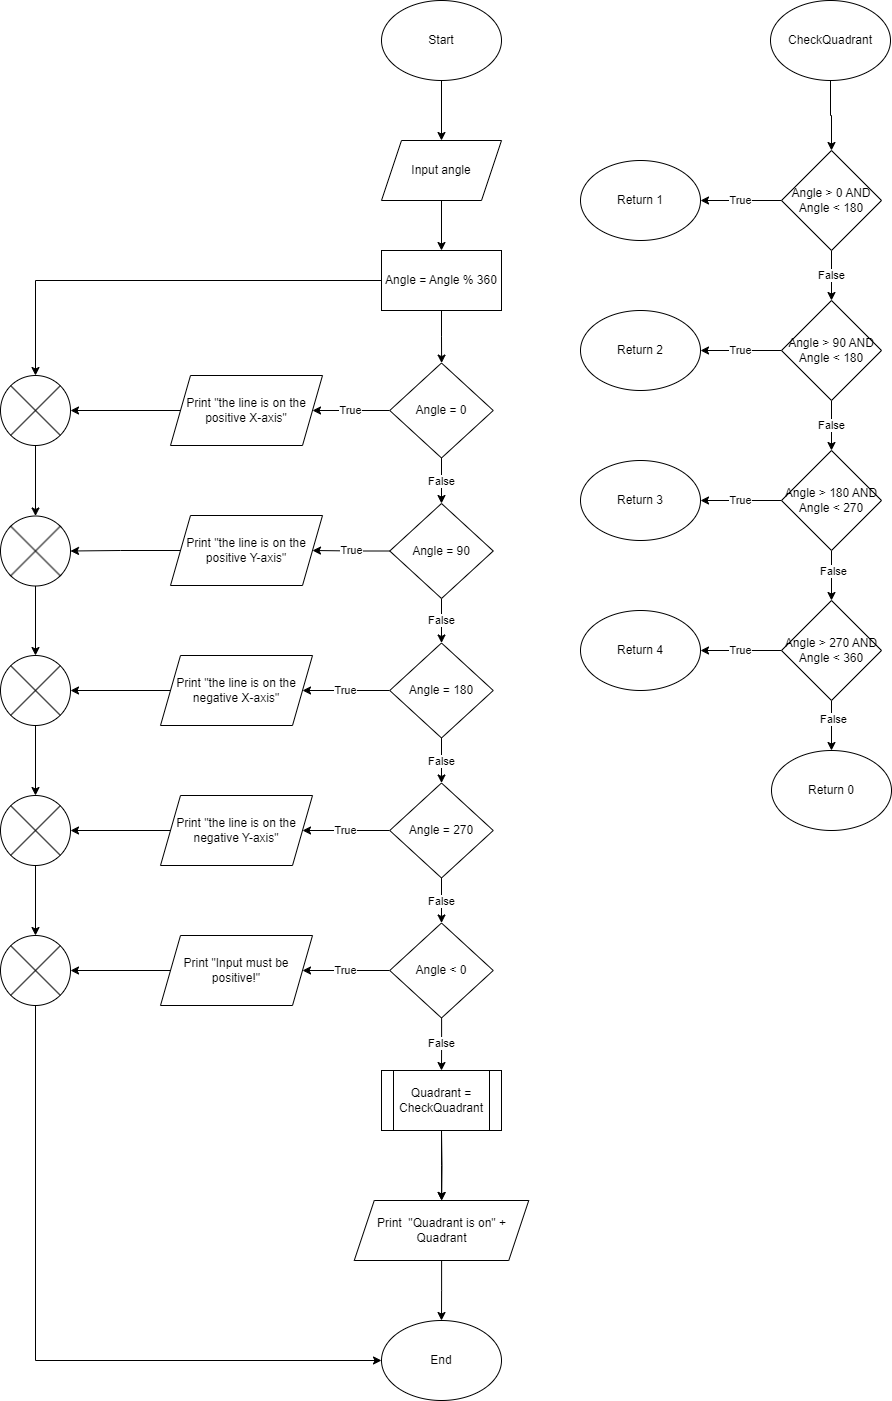 Start
Input angle
Angle = Angle % 360
Angle = 0
True
Print "the line is on the
positive X-axis"
False
Angle = 90
True
Print "the line is on the
positive Y-axis"
False
Angle = 180
True
Print "the line is on the
negative X-axis"
False
Angle = 270
True
Print "the line is on the
negative Y-axis"
False
Angle < 0
True
Print "Input must be
positive!"
False
Quadrant =
CheckQuadrant
Print "Quadrant is on" +
Quadrant
End
CheckQuadrant
Angle > 0 AND
Angle < 180
True
Return 1
False
Angle > 90 AND
Angle < 180
True
Return 2
False
Angle > 180 AND
Angle < 270
True
Return 3
False
Angle > 270 AND
Angle < 360
True
Return 4
False
Return 0